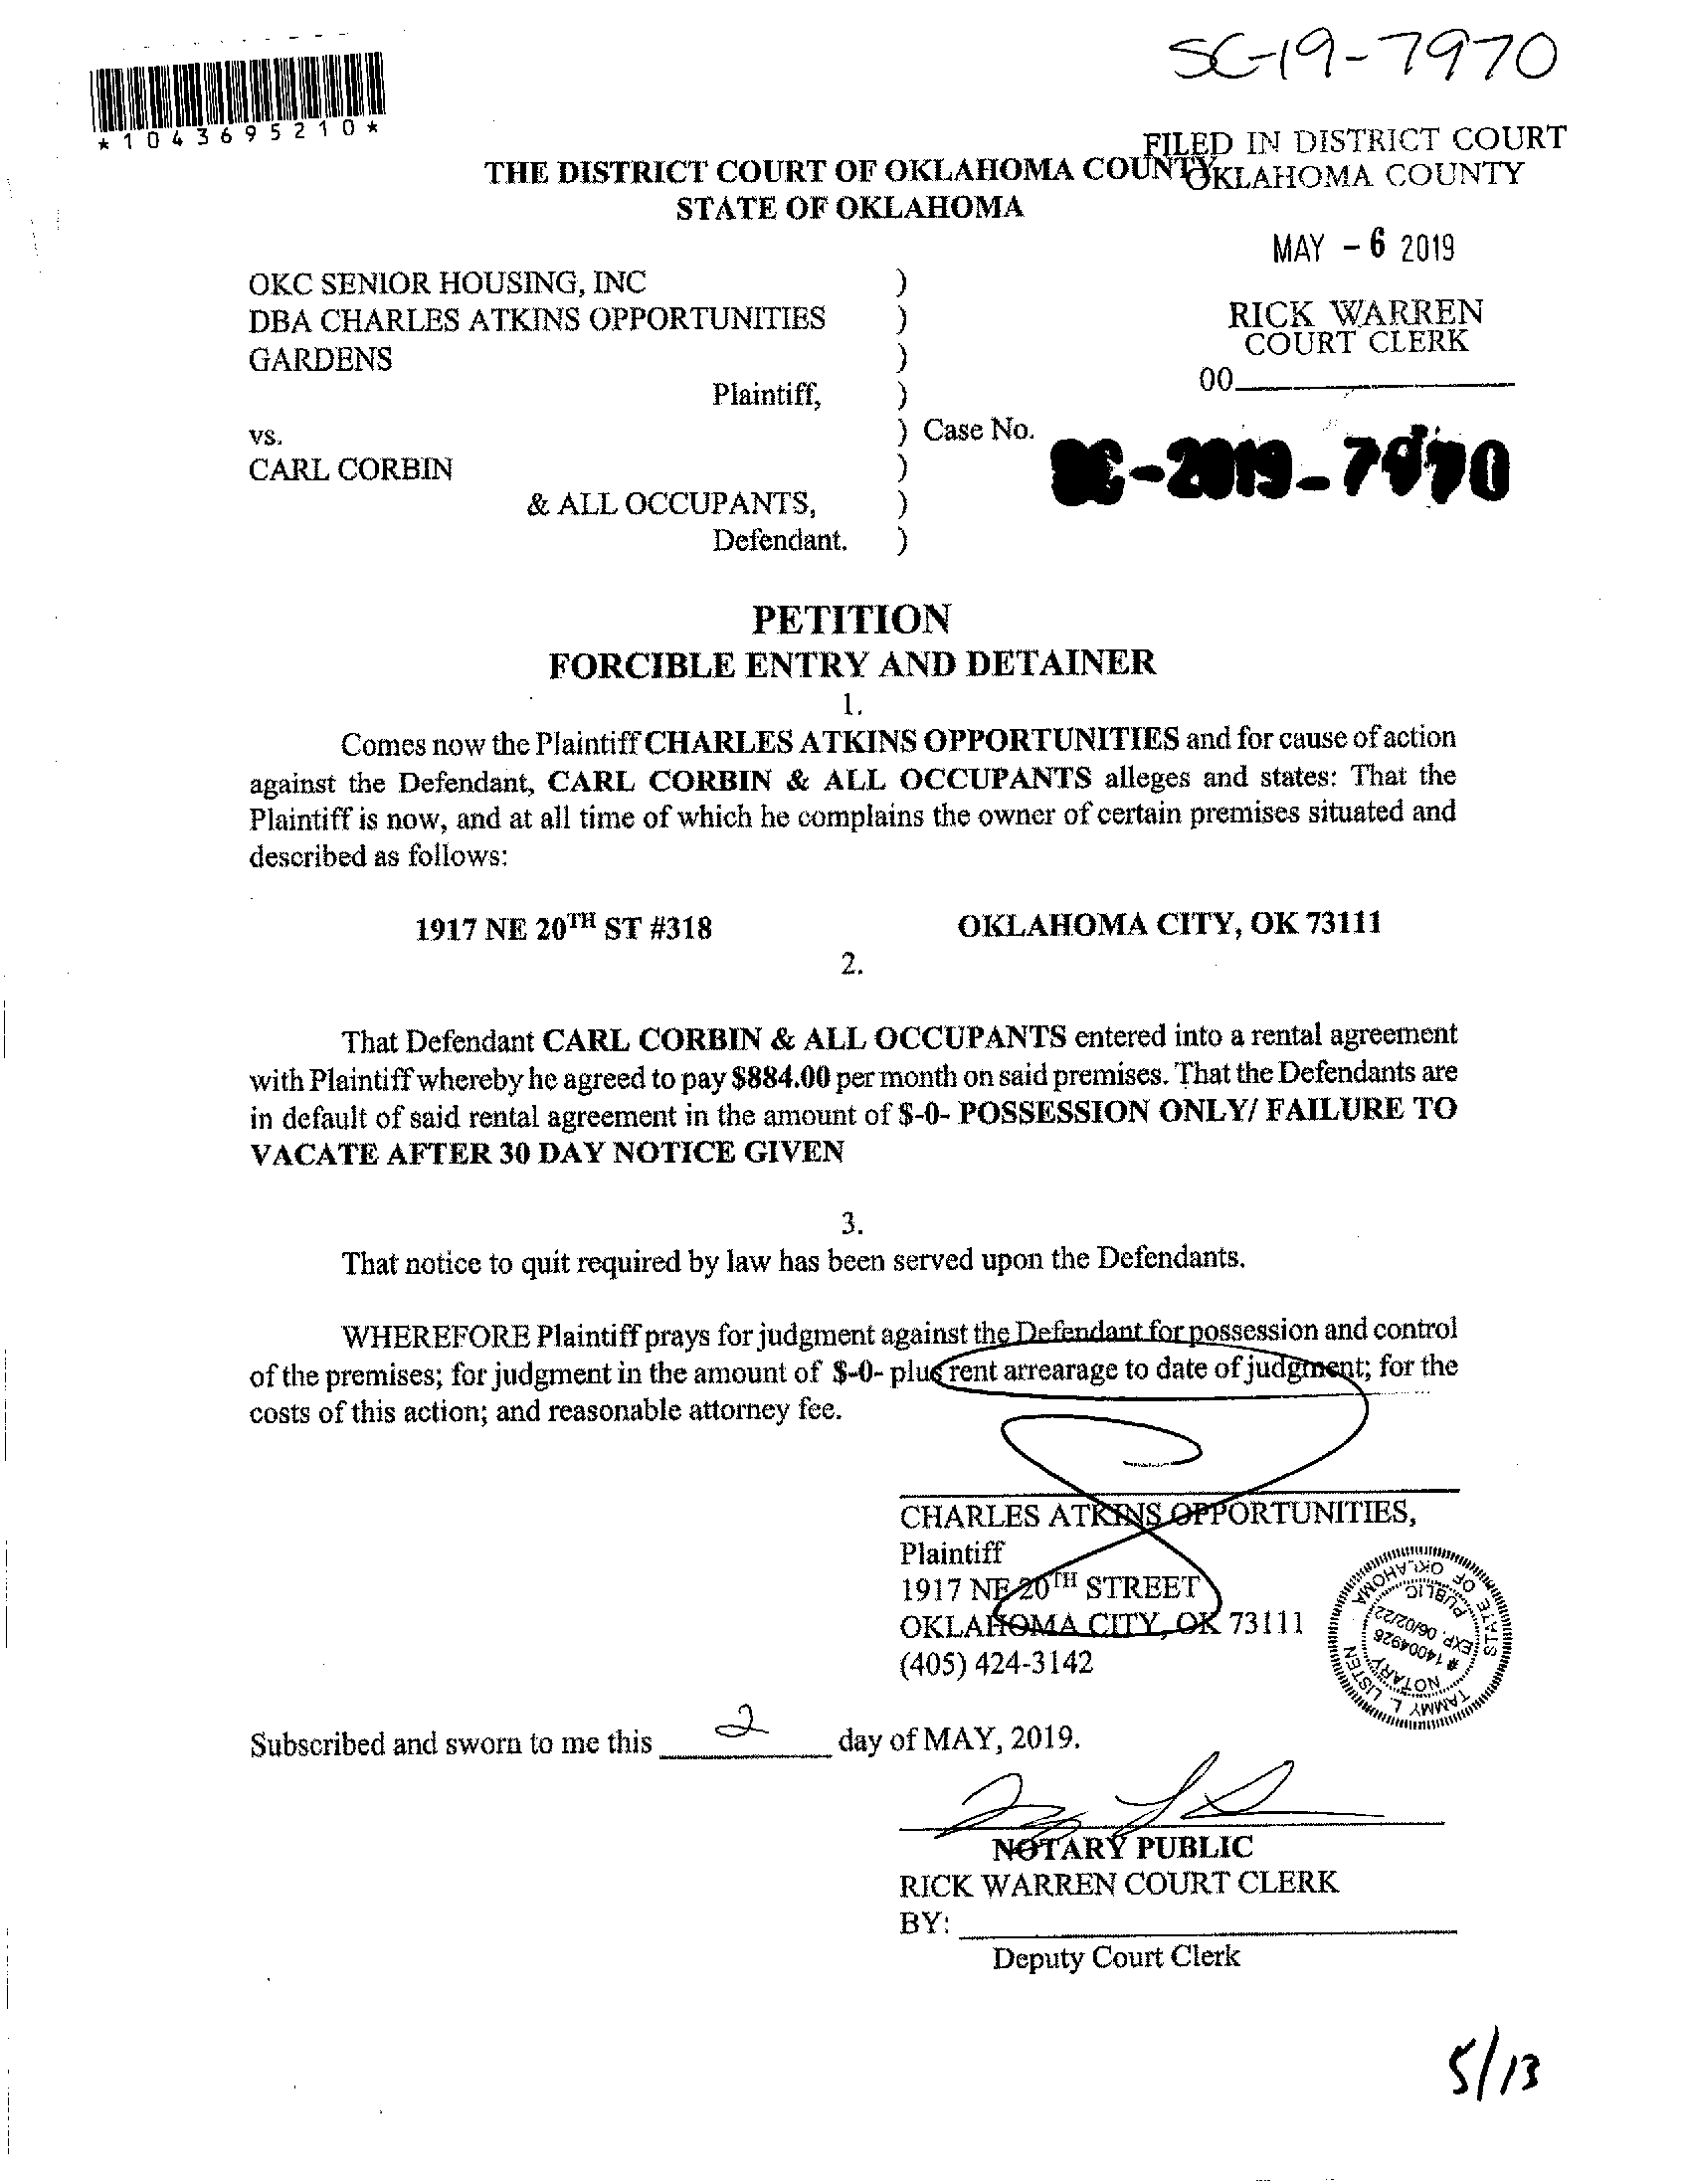 SC-19-7970
*1043695210*
FILED IN DISTRICT COURT
OKLAHOMA COUNTY
THE DISTRICT COURT OF OKLAHOMA COUNTY
STATE OF OKLAHOMA
MAY -6 2019
RICK WARREN
COURT CLERK
00
OKC SENIOR HOUSING, INC )
DBA CHARLES ATKINS OPPORTUNITIES )
GARDENS )
Plaintiff, )
vs. ) Case No. SC-2019-7970
CARL CORBIN )
& ALL OCCUPANTS, )
Defendant. )
PETITION
FORCIBLE ENTRY AND DETAINER
1.
Comes now the Plaintiff CHARLES ATKINS OPPORTUNITIES and for cause of action
against the Defendant, CARL CORBIN & ALL OCCUPANTS alleges and states: That the
Plaintiff is now, and at all time of which he complains the owner of certain premises situated and
described as follows:
1917 NE 20TH ST #318 OKLAHOMA CITY, OK 73111
2.
That Defendant CARL CORBIN & ALL OCCUPANTS entered into a rental agreement
with Plaintiff whereby he agreed to pay $884.00 per month on said premises. That the Defendants are
in default of said rental agreement in the amount of $-0- POSSESSION ONLY/ FAILURE TO
VACATE AFTER 30 DAY NOTICE GIVEN
3.
That notice to quit required by law has been served upon the Defendants.
WHEREFORE Plaintiff prays for judgment against the Defendant for possession and control
of the premises; for judgment in the amount of $-0- plus rent arrearage to date of judgment; for the
costs of this action; and reasonable attorney fee.
CHARLES ATKINS OPPORTUNITIES,
Plaintiff
1917 NE 20TH STREET
OKLAHOMA CITY, OK 73111
(405) 424-3142
TAMMY L. LISTEN
NOTARY
# 14004926
EXP. 06/02/22
PUBLIC
STATE OF OKLAHOMA
Subscribed and sworn to me this 2 day of MAY, 2019.
NOTARY PUBLIC
RICK WARREN COURT CLERK
BY:
Deputy Court Clerk
5/13